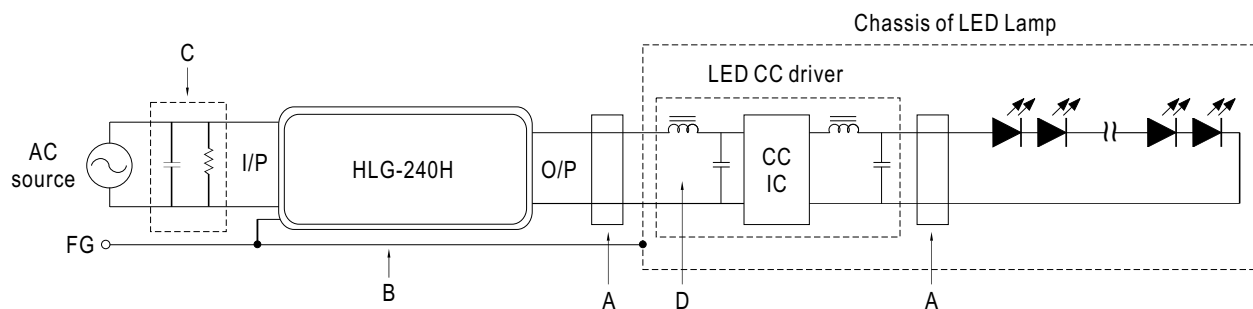 Chassis of LED Lamp
C
LED CC driver
AC
source
I/P
HLG-240H
O/P
CC
IC
FG
B
A
D
A